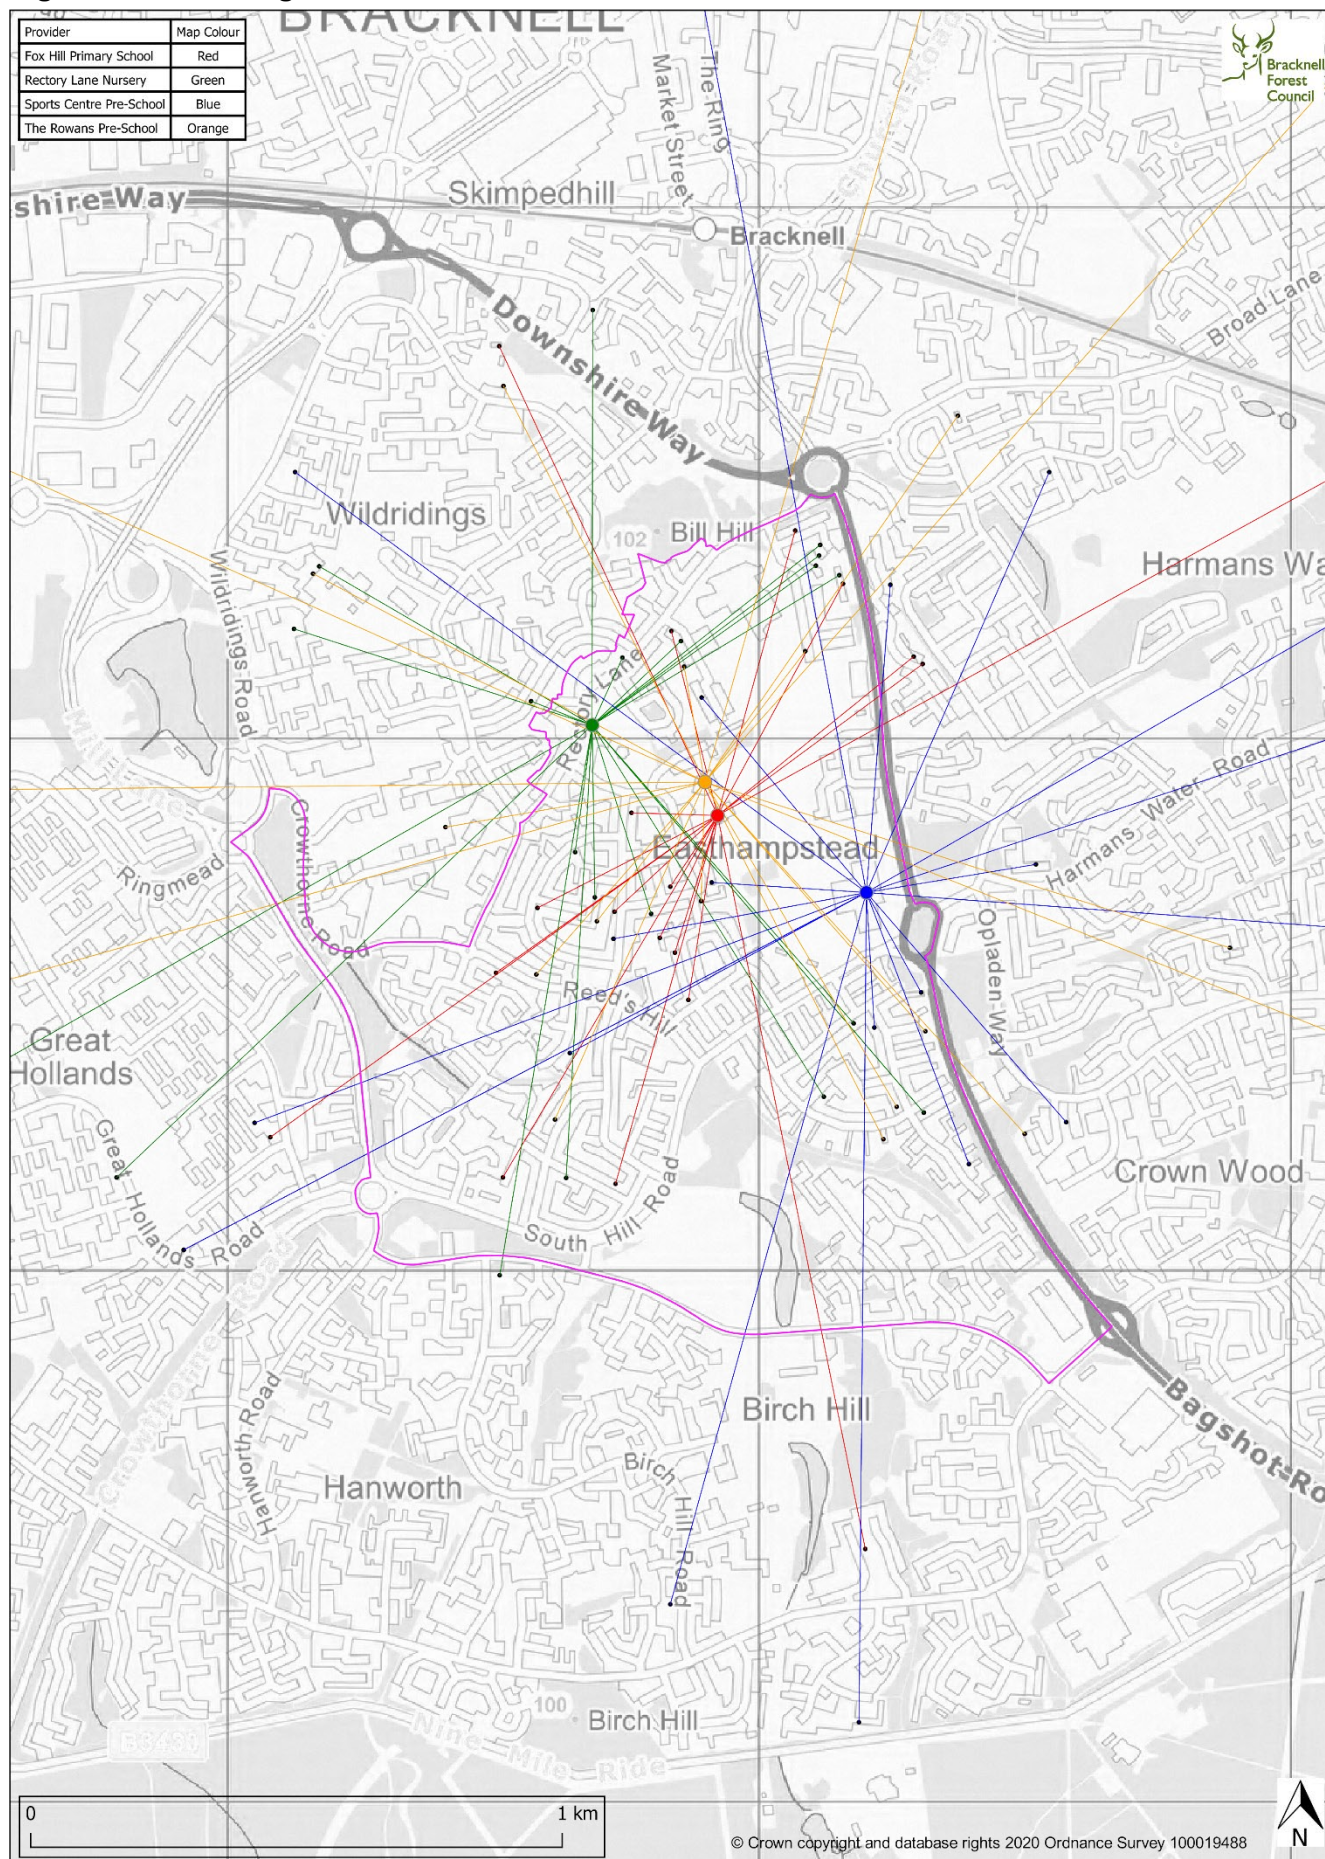 BRACKNELL
Provider Map Colour
Fox Hill Primary School Red
Rectory Lane Nursery Green
Sports Centre Pre-School Blue
The Rowans Pre-School Orange
Bracknell
Forest
Council
The Ring
Market Street
Skimpedhill
shire Way
Bracknell
Broad Lane
Downshire Way
Wildridings
102
Bill Hill
Harmans Wa
Wildridings Road
Rectory Lane
Mill Lane
Harmans Water Road
Crowthorne Road
Ringmead
Easthampstead
Opladen Way
Reed's Hill
Great
Hollands
Great Hollands Road
South Hill Road
Crown Wood
Crowthorne Road
Hanworth Road
Birch Hill
Bagshot Ro
Hanworth
Birch Hill Road
100
Birch Hill
B3430
Nine Mile Ride
0 1 km
© Crown copyright and database rights 2020 Ordnance Survey 100019488
N